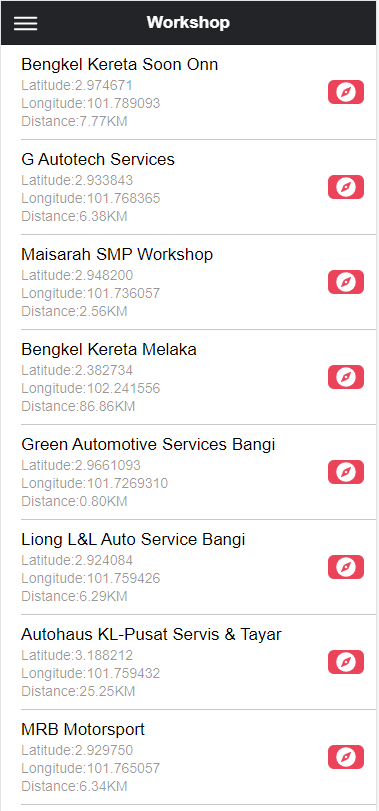 Workshop
Bengkel Kereta Soon Onn
Latitude:2.974671
Longitude:101.789093
Distance:7.77KM
G Autotech Services
Latitude:2.933843
Longitude:101.768365
Distance:6.38KM
Maisarah SMP Workshop
Latitude:2.948200
Longitude:101.736057
Distance:2.56KM
Bengkel Kereta Melaka
Latitude:2.382734
Longitude:102.241556
Distance:86.86KM
Green Automotive Services Bangi
Latitude:2.9661093
Longitude:101.7269310
Distance:0.80KM
Liong L&L Auto Service Bangi
Latitude:2.924084
Longitude:101.759426
Distance:6.29KM
Autohaus KL-Pusat Servis & Tayar
Latitude:3.188212
Longitude:101.759432
Distance:25.25KM
MRB Motorsport
Latitude:2.929750
Longitude:101.765057
Distance:6.34KM